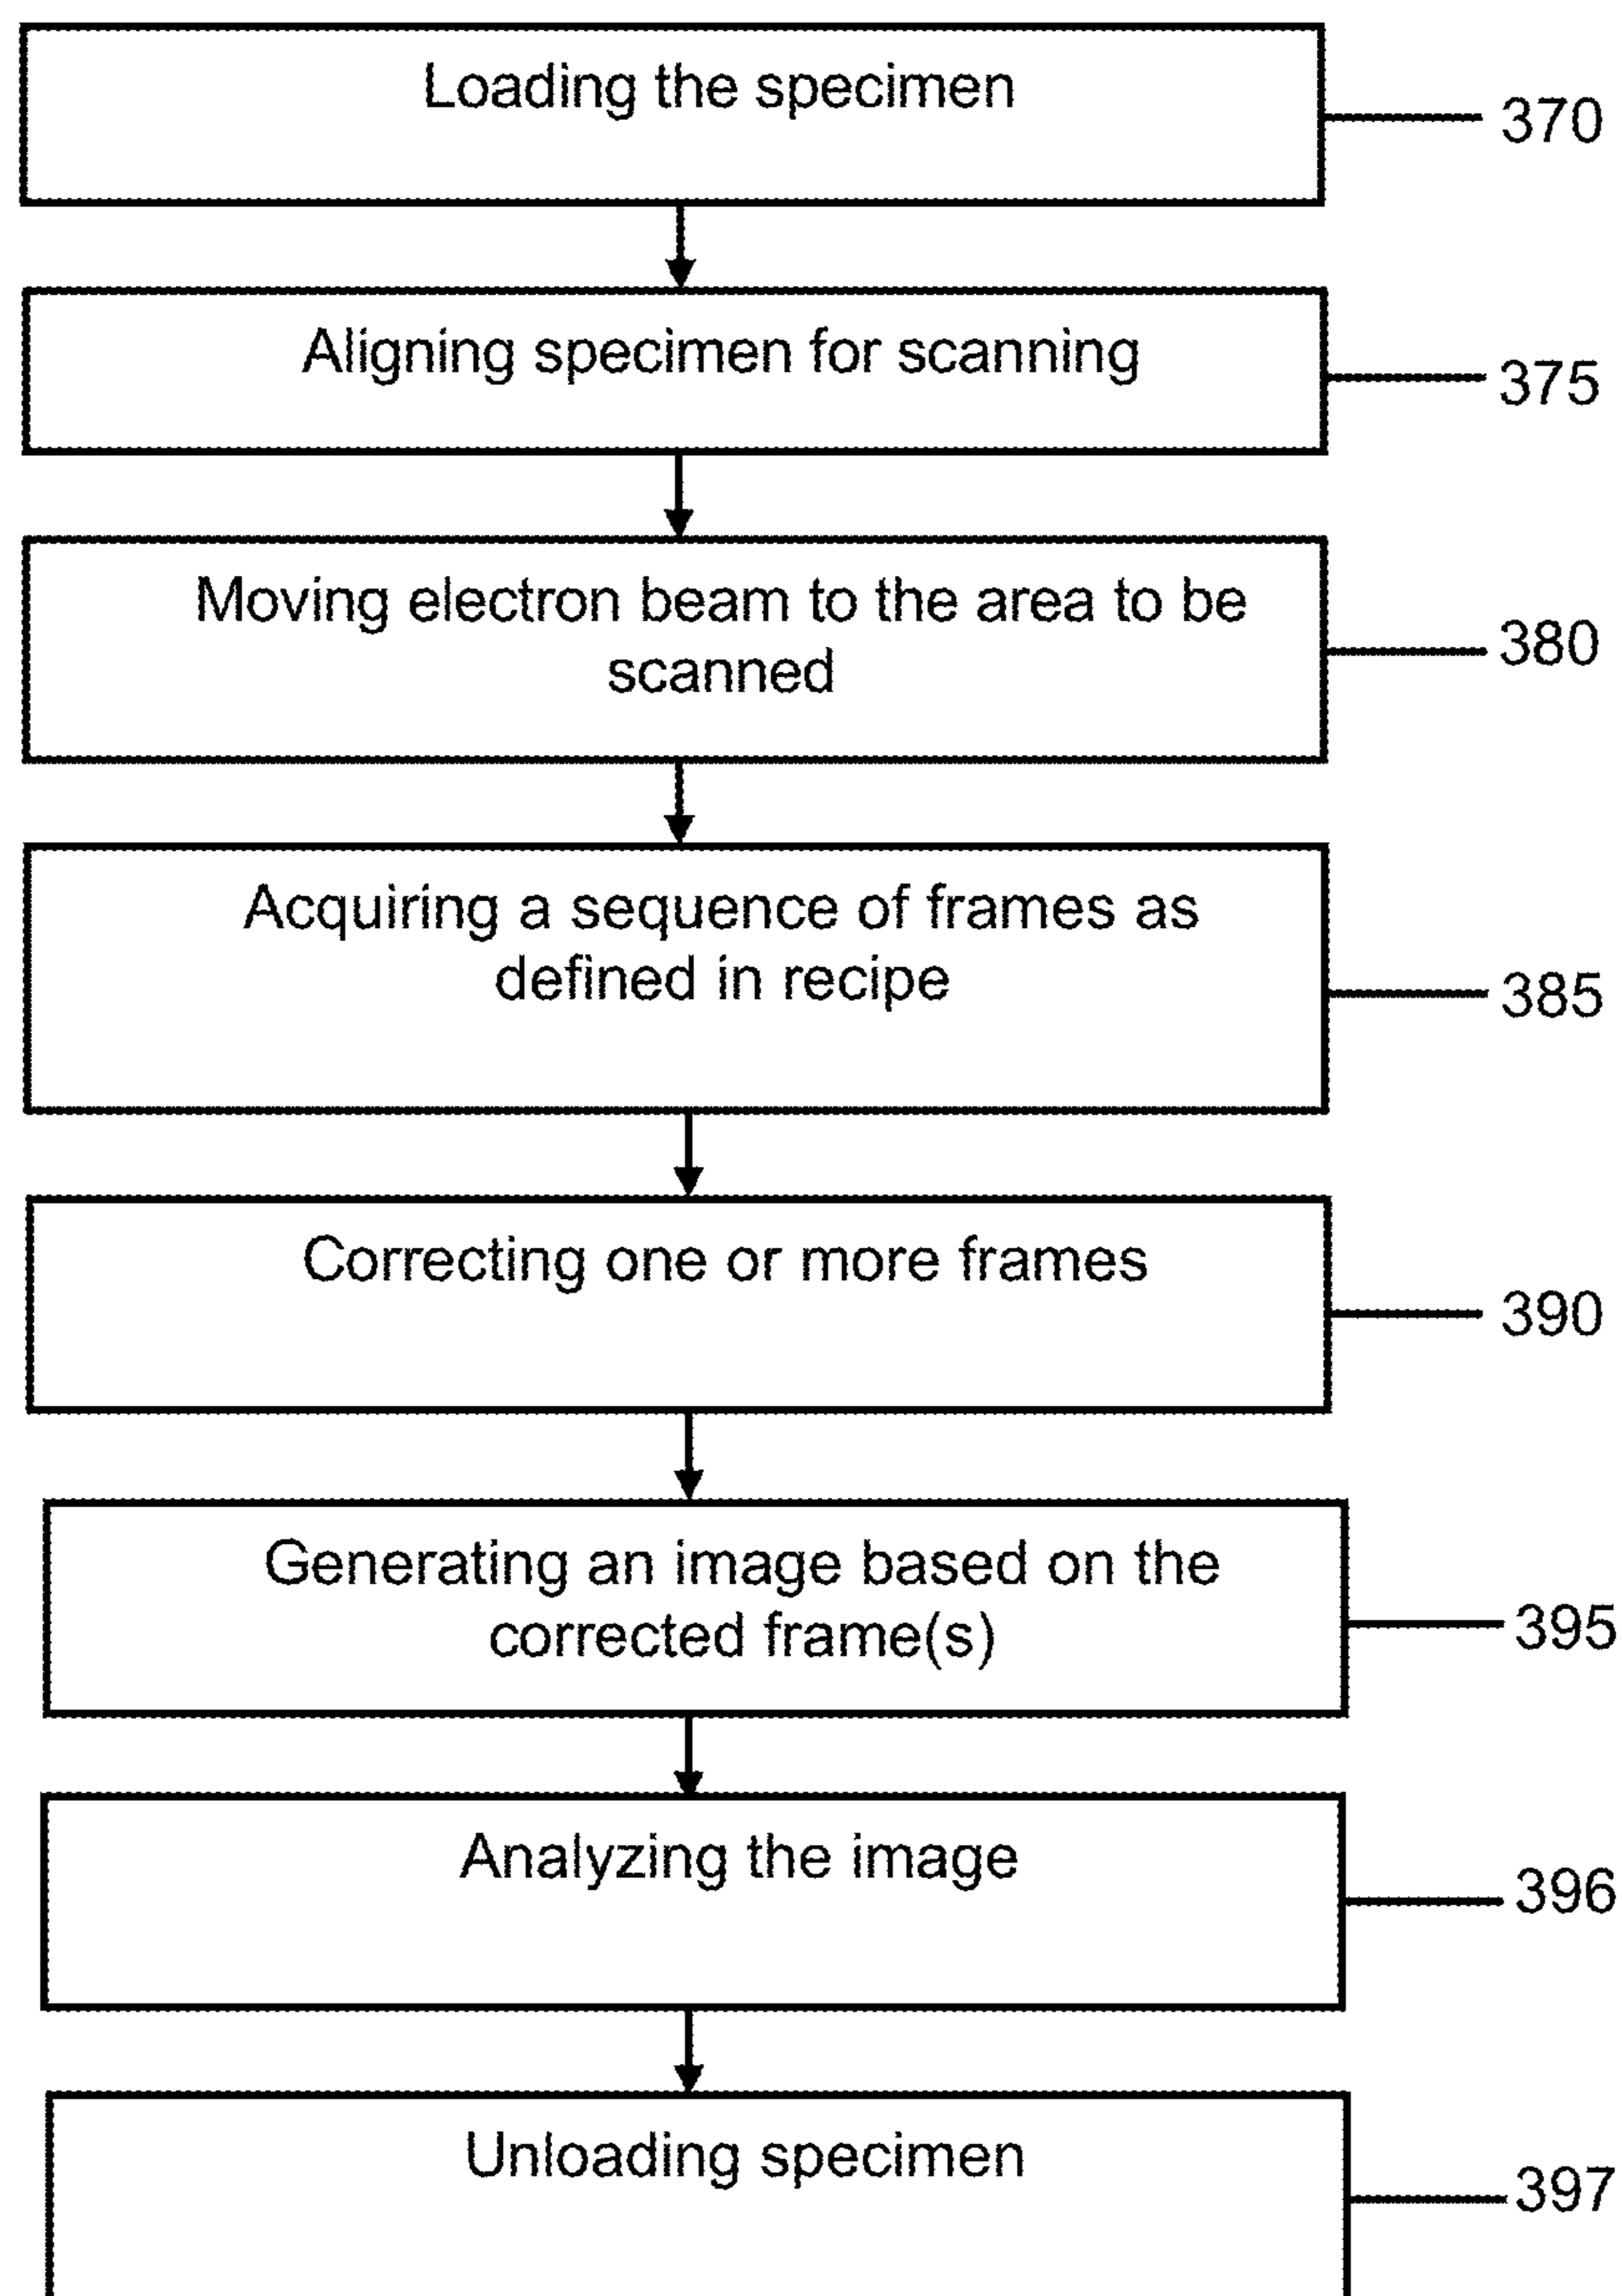 Loading the specimen
370
Aligning specimen for scanning
375
Moving electron beam to the area to be
scanned
380
Acquiring a sequence of frames as
defined in recipe
385
Correcting one or more frames
390
Generating an image based on the
corrected frame(s)
395
Analyzing the image
396
Unloading specimen
397